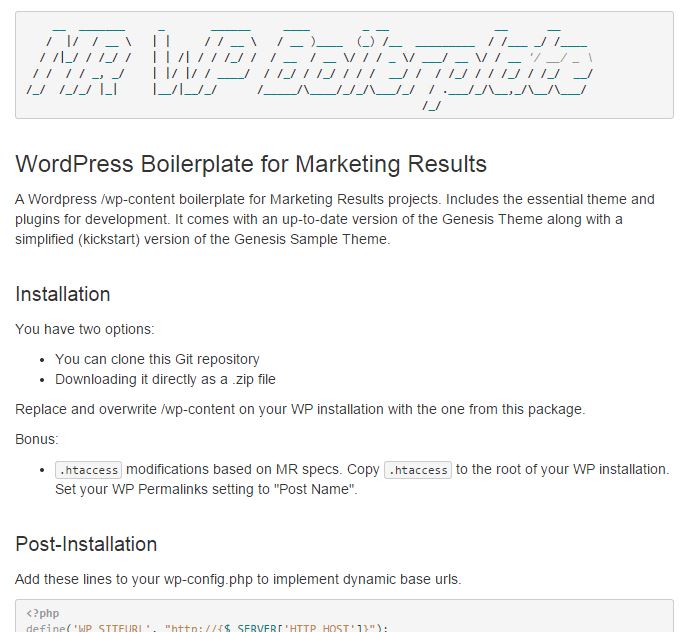 MR WP Boilerplate
WordPress Boilerplate for Marketing Results
A Wordpress /wp-content boilerplate for Marketing Results projects. Includes the essential theme and
plugins for development. It comes with an up-to-date version of the Genesis Theme along with a
simplified (kickstart) version of the Genesis Sample Theme.
Installation
You have two options:
• You can clone this Git repository
• Downloading it directly as a .zip file
Replace and overwrite /wp-content on your WP installation with the one from this package.
Bonus:
• .htaccess modifications based on MR specs. Copy .htaccess to the root of your WP installation.
Set your WP Permalinks setting to "Post Name".
Post-Installation
Add these lines to your wp-config.php to implement dynamic base urls.
<?php
define('WP_SITEURL', "http://{$_SERVER['HTTP_HOST']}");